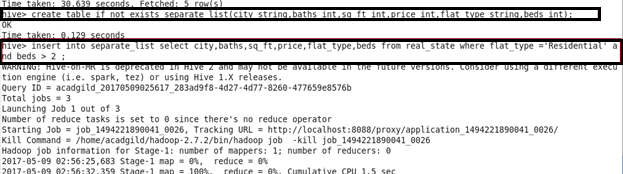 Time taken: 30.639 seconds, Fetched: 5 row(s)
hive> create table if not exists separate_list(city string,baths int,sq_ft int,price int,flat_type string,beds int);
OK
Time taken: 0.129 seconds
hive> insert into separate_list select city,baths,sq_ft,price,flat_type,beds from real_state where flat_type ='Residential' a
nd beds > 2 ;
WARNING: Hive-on-MR is deprecated in Hive 2 and may not be available in the future versions. Consider using a different execu
tion engine (i.e. spark, tez) or using Hive 1.X releases.
Query ID = acadgild_20170509025617_283ad9f8-4d27-4d77-8260-477659e8576b
Total jobs = 3
Launching Job 1 out of 3
Number of reduce tasks is set to 0 since there's no reduce operator
Starting Job = job_1494221890041_0026, Tracking URL = http://localhost:8088/proxy/application_1494221890041_0026/
Kill Command = /home/acadgild/hadoop-2.7.2/bin/hadoop job  -kill job_1494221890041_0026
Hadoop job information for Stage-1: number of mappers: 1; number of reducers: 0
2017-05-09 02:56:25,683 Stage-1 map = 0%,  reduce = 0%
2017-05-09 02:56:32,359 Stage-1 map = 100%,  reduce = 0%, Cumulative CPU 1.5 sec